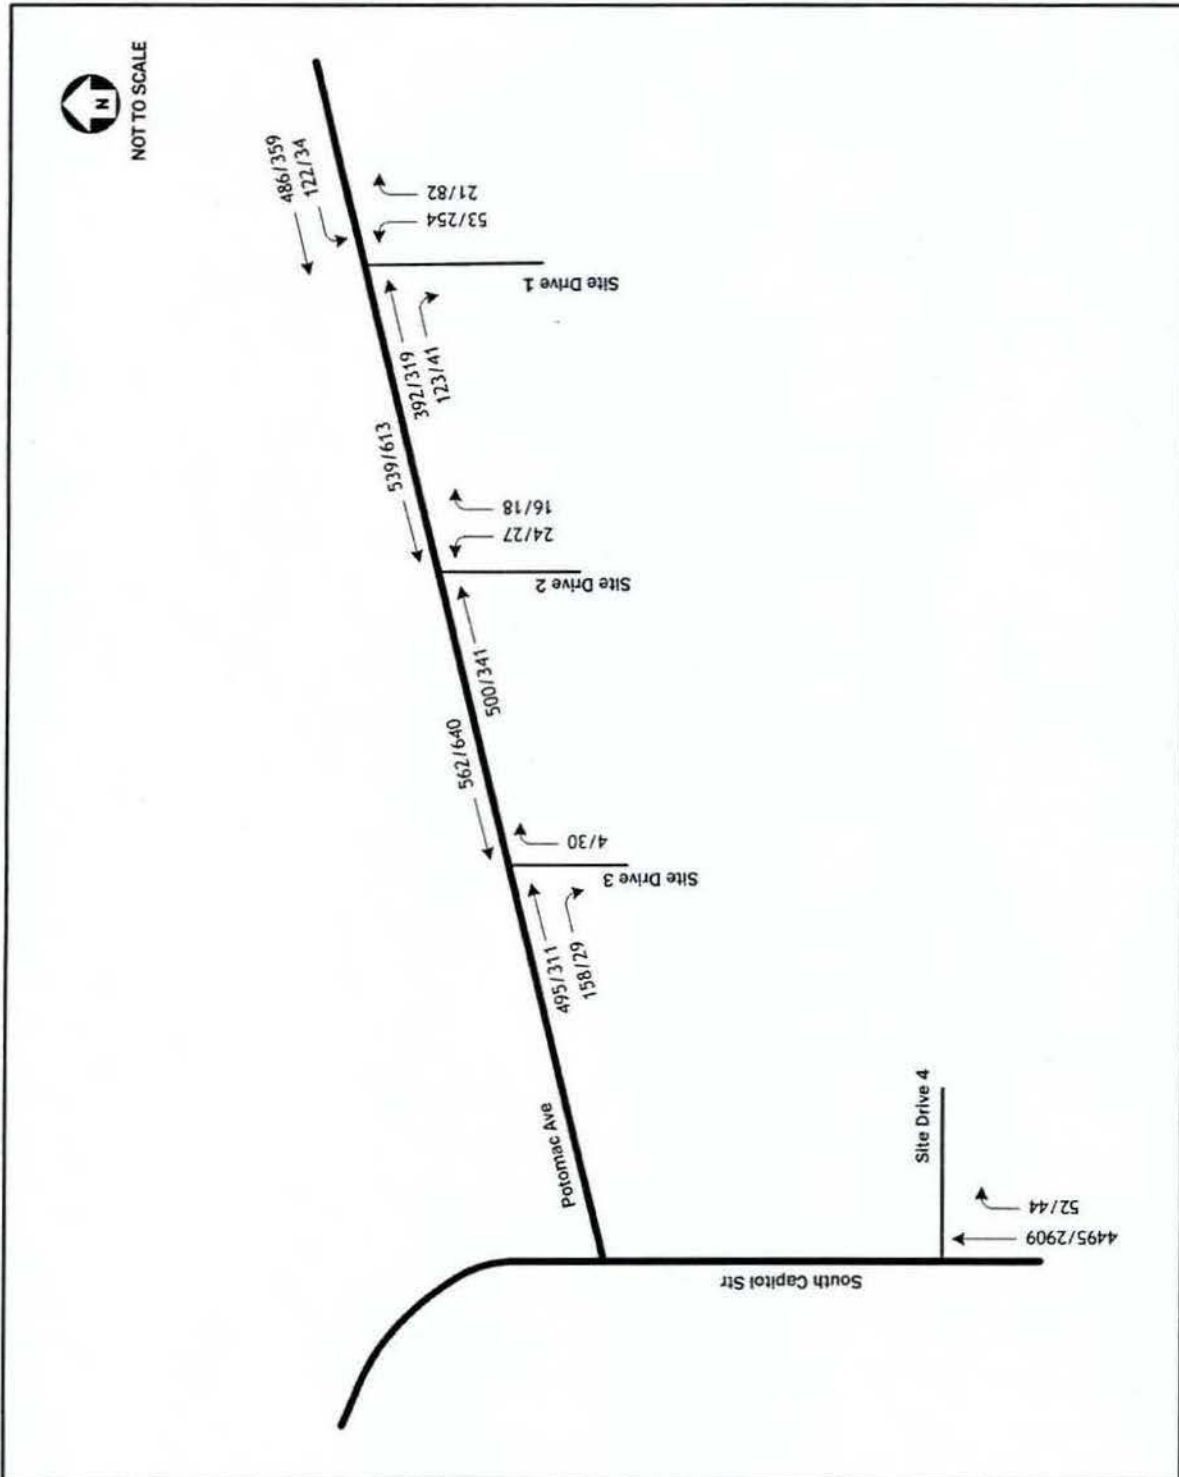 N
NOT TO SCALE
486/359
122/34
21/82
53/254
Site Drive 1
392/319
123/41
539/613
16/18
24/27
Site Drive 2
500/341
562/640
4/30
Site Drive 3
495/311
158/29
Potomac Ave
Site Drive 4
52/44
4495/2909
South Capitol Str